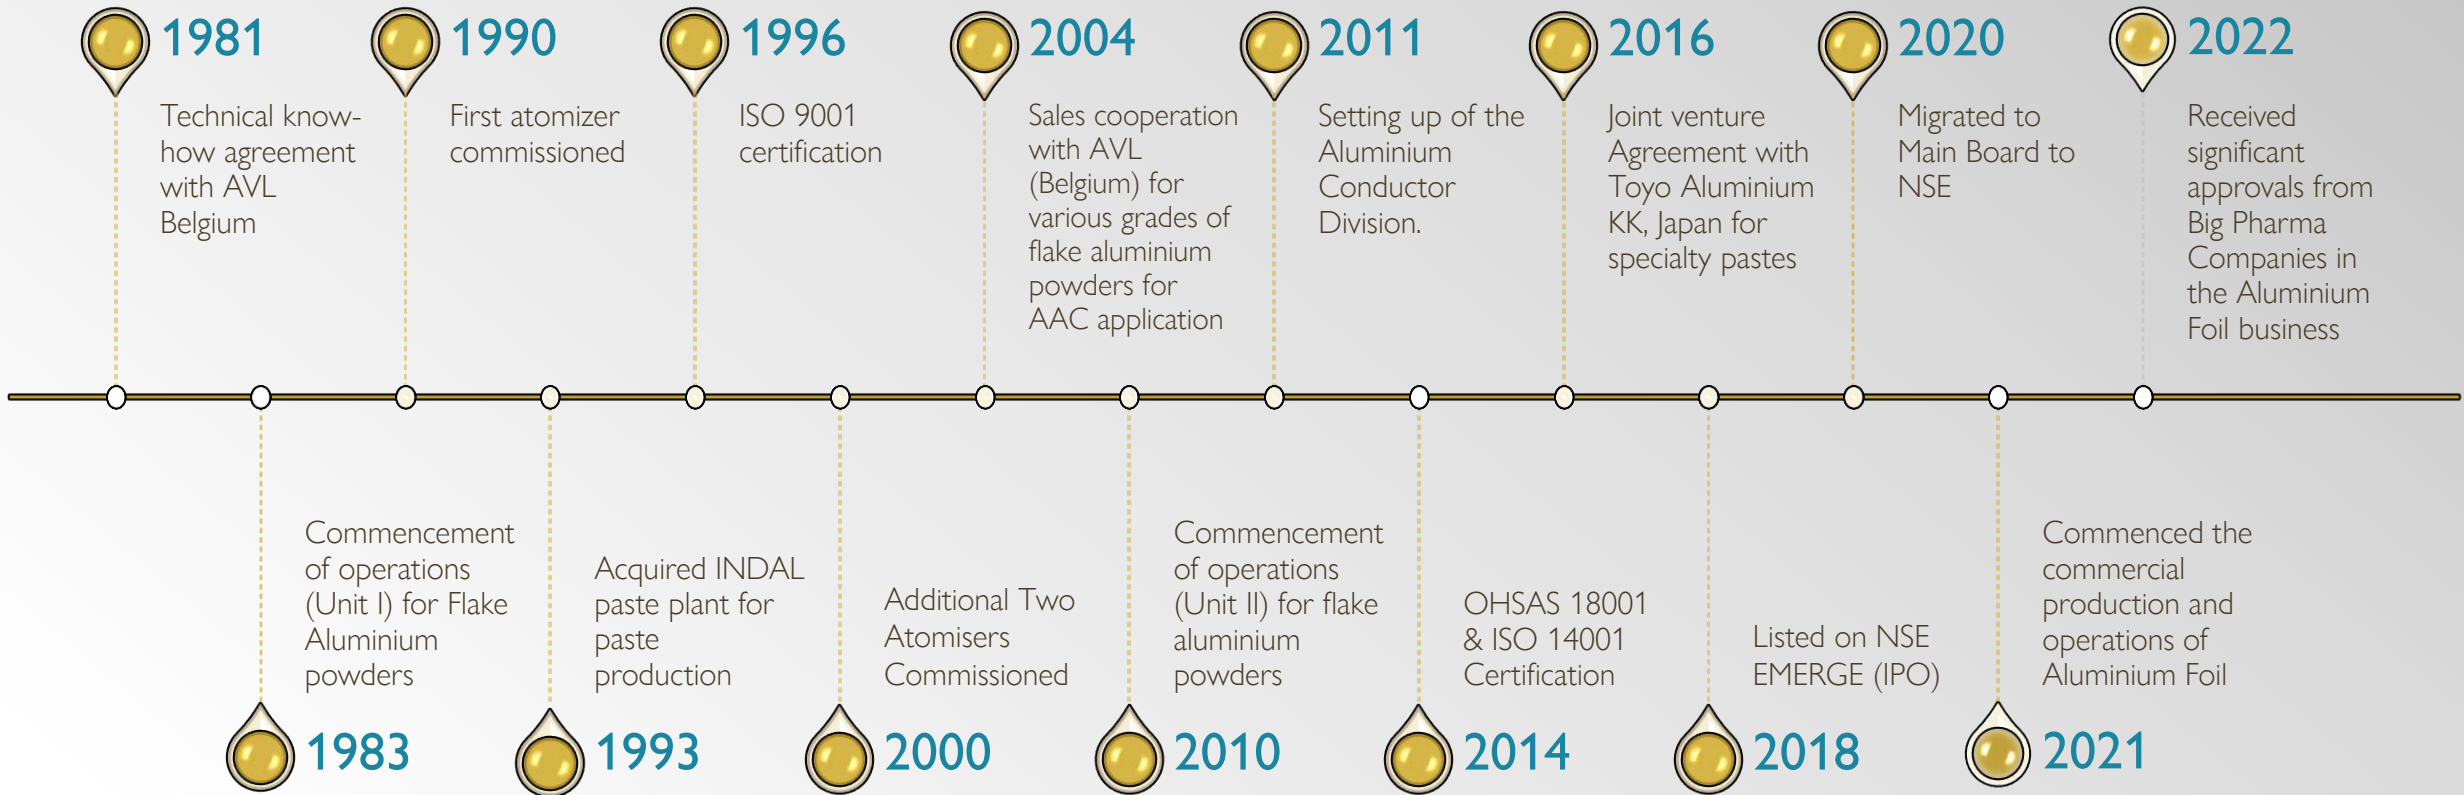 1981
Technical know-
how agreement
with AVL
Belgium
1990
First atomizer
commissioned
1996
ISO 9001
certification
2004
Sales cooperation
with AVL
(Belgium) for
various grades of
flake aluminium
powders for
AAC application
2011
Setting up of the
Aluminium
Conductor
Division.
2016
Joint venture
Agreement with
Toyo Aluminium
KK, Japan for
specialty pastes
2020
Migrated to
Main Board to
NSE
2022
Received
significant
approvals from
Big Pharma
Companies in
the Aluminium
Foil business
Commencement
of operations
(Unit I) for Flake
Aluminium
powders
1983
Acquired INDAL
paste plant for
paste
production
1993
Additional Two
Atomisers
Commissioned
2000
Commencement
of operations
(Unit II) for flake
aluminium
powders
2010
OHSAS 18001
& ISO 14001
Certification
2014
Listed on NSE
EMERGE (IPO)
2018
Commenced the
commercial
production and
operations of
Aluminium Foil
2021